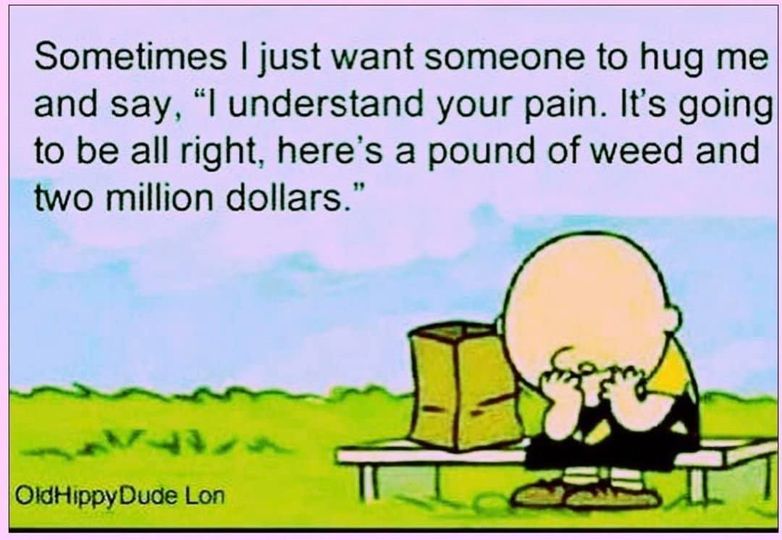 Sometimes I just want someone to hug me
and say, “I understand your pain. It’s going
to be all right, here’s a pound of weed and
two million dollars.”
OldHippyDude Lon